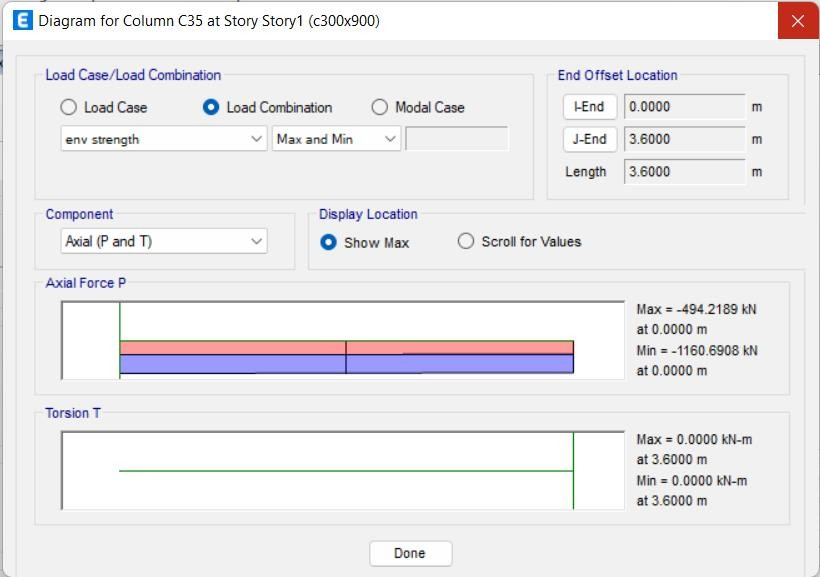 E Diagram for Column C35 at Story Story1 (c300x900)
Load Case/Load Combination
Load Case Load Combination Modal Case
env strength Max and Min
End Offset Location
I-End 0.0000 m
J-End 3.6000 m
Length 3.6000 m
Component
Axial (P and T)
Display Location
Show Max Scroll for Values
Axial Force P
Max = -494.2189 kN
at 0.0000 m
Min = -1160.6908 kN
at 0.0000 m
Torsion T
Max = 0.0000 kN-m
at 3.6000 m
Min = 0.0000 kN-m
at 3.6000 m
Done